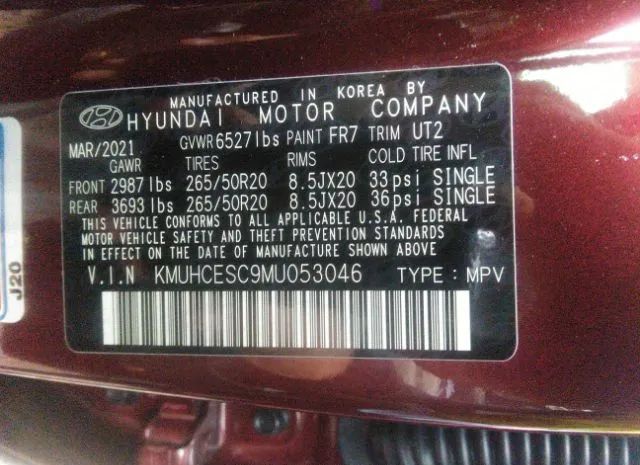 MANUFACTURED IN KOREA BY
HYUNDAI MOTOR COMPANY
MAR/2021 GVWR 6527 lbs PAINT FR7 TRIM UT2
GAWR TIRES RIMS COLD TIRE INFL
FRONT 2987 lbs 265/50R20 8.5JX20 33 psi SINGLE
REAR 3693 lbs 265/50R20 8.5JX20 36 psi SINGLE
THIS VEHICLE CONFORMS TO ALL APPLICABLE U.S.A. FEDERAL
MOTOR VEHICLE SAFETY AND THEFT PREVENTION STANDARDS
IN EFFECT ON THE DATE OF MANUFACTURE SHOWN ABOVE
V.I.N KMUHCESC9MU053046 TYPE : MPV
J20